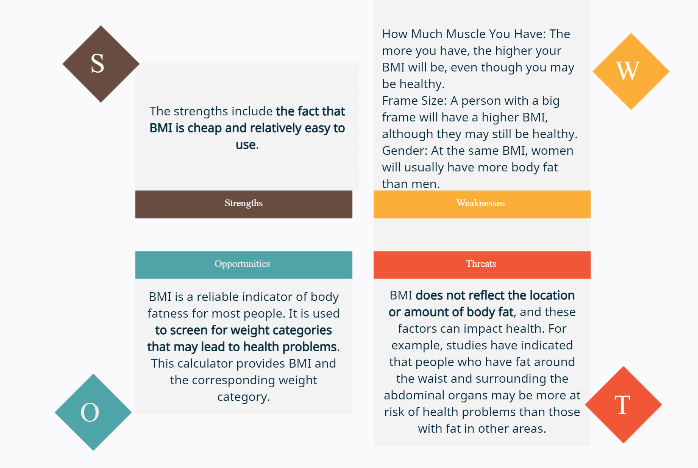 S
The strengths include the fact that
BMI is cheap and relatively easy to
use.
Strengths
How Much Muscle You Have: The
more you have, the higher your
BMI will be, even though you may
be healthy.
Frame Size: A person with a big
frame will have a higher BMI,
although they may still be healthy.
Gender: At the same BMI, women
will usually have more body fat
than men.
W
Weaknesses
Opportunities
BMI is a reliable indicator of body
fatness for most people. It is used
to screen for weight categories
that may lead to health problems.
This calculator provides BMI and
the corresponding weight
category.
O
Threats
BMI does not reflect the location
or amount of body fat, and these
factors can impact health. For
example, studies have indicated
that people who have fat around
the waist and surrounding the
abdominal organs may be more at
risk of health problems than those
with fat in other areas.
T